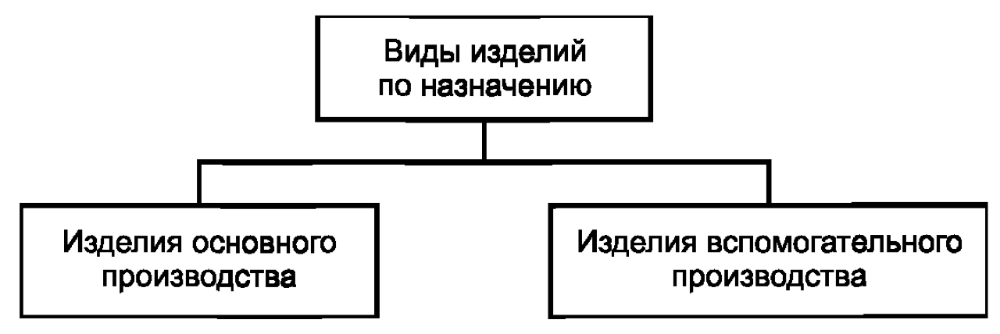 Виды изделий
по назначению
Изделия основного
производства
Изделия вспомогательного
производства